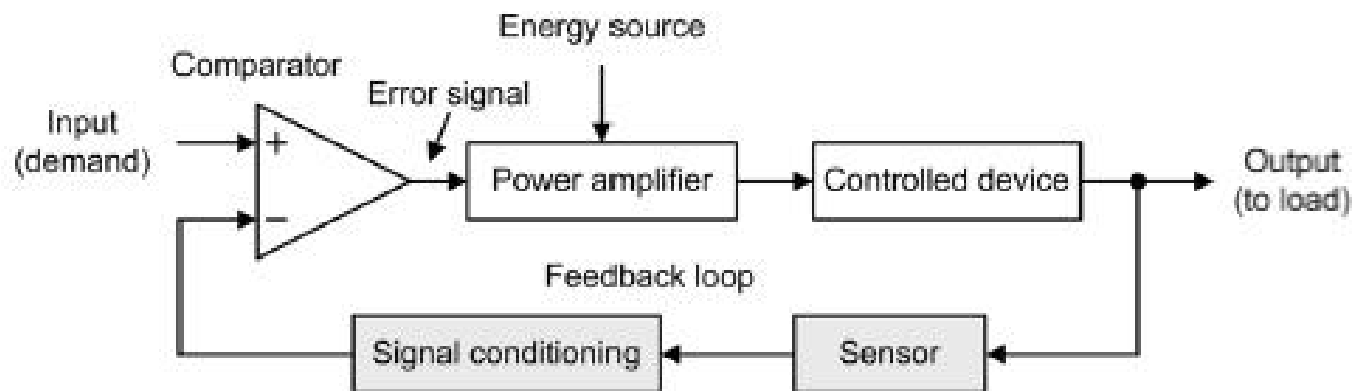 Energy source
Comparator
Error signal
Input
(demand)
+
Power amplifier
Controlled device
Output
(to load)
−
Feedback loop
Signal conditioning
Sensor